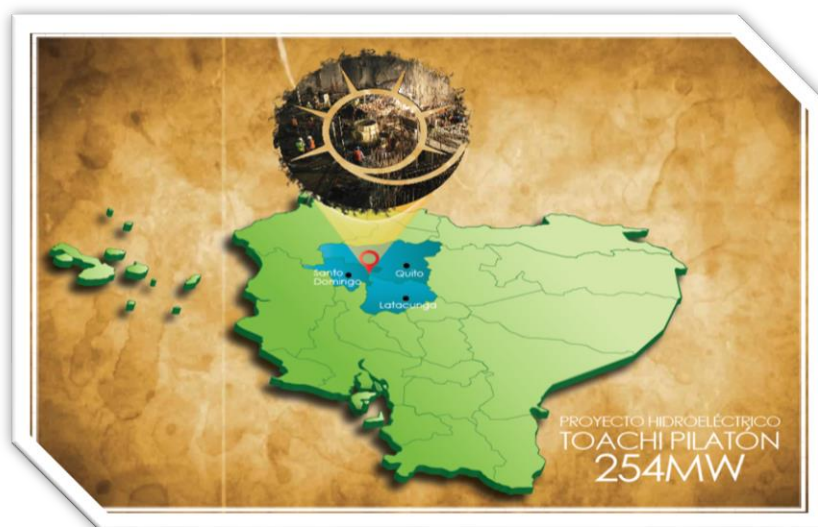 Santo
Domingo
Quito
Latacunga
PROYECTO HIDROELÉCTRICO
TOACHI PILATÓN
254MW